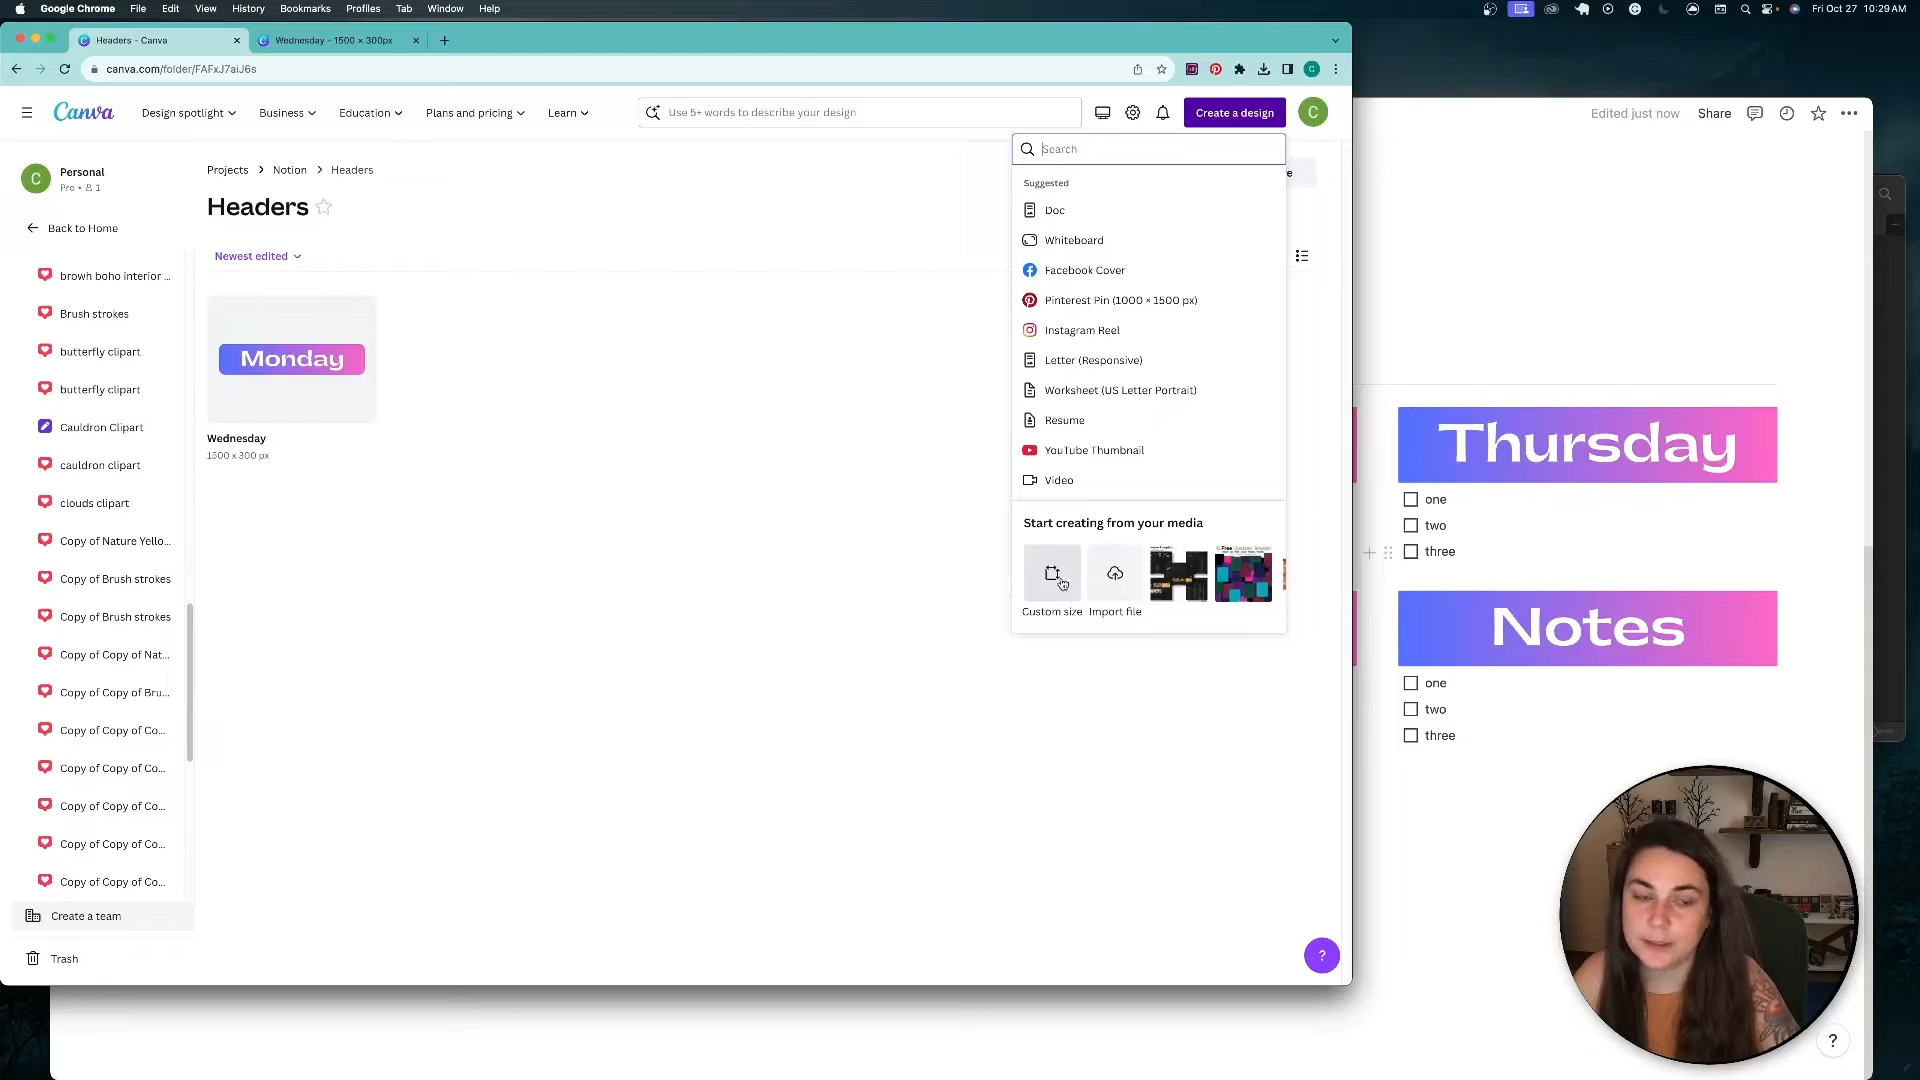 Google Chrome File Edit View History Bookmarks Profiles Tab Window Help
Fri Oct 27 10:29 AM
Headers - Canva
Wednesday - 1500 × 300px
canva.com/folder/FAFxJ7aiJ6s
C
Canva
Design spotlight
Business
Education
Plans and pricing
Learn
Use 5+ words to describe your design
Create a design
C
Personal
Pro • 1
Back to Home
browh boho interior ...
Brush strokes
butterfly clipart
butterfly clipart
Cauldron Clipart
cauldron clipart
clouds clipart
Copy of Nature Yello...
Copy of Brush strokes
Copy of Brush strokes
Copy of Copy of Nat...
Copy of Copy of Bru...
Copy of Copy of Co...
Copy of Copy of Co...
Copy of Copy of Co...
Copy of Copy of Co...
Copy of Copy of Co...
Create a team
Trash
Projects > Notion > Headers
Headers
Newest edited
Monday
Wednesday
1500 x 300 px
Search
Suggested
Doc
Whiteboard
Facebook Cover
Pinterest Pin (1000 × 1500 px)
Instagram Reel
Letter (Responsive)
Worksheet (US Letter Portrait)
Resume
YouTube Thumbnail
Video
Start creating from your media
Custom size
Import file
?
Edited just now
Share
Thursday
one
two
three
Notes
one
two
three
?